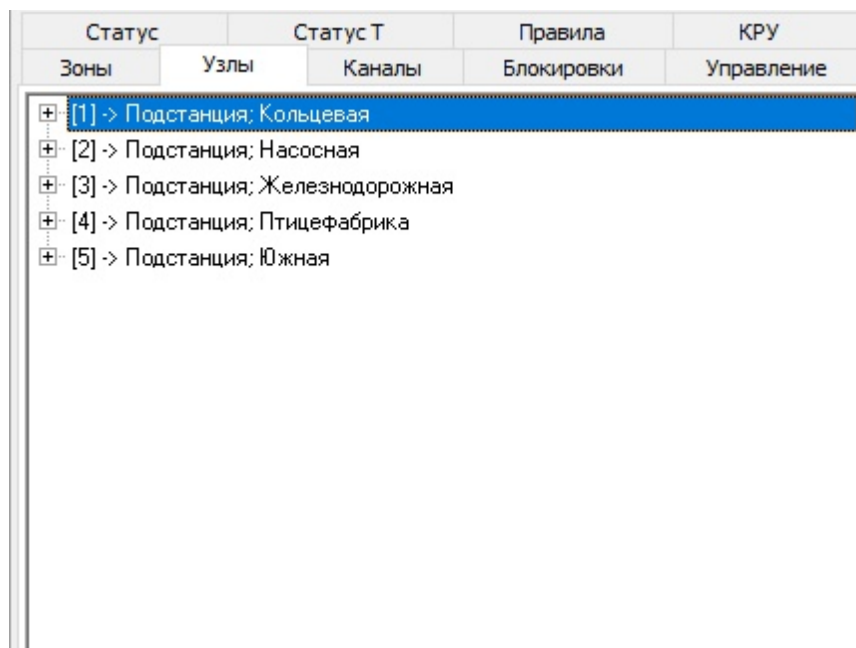 Статус Статус Т Правила КРУ
Зоны Узлы Каналы Блокировки Управление
[1] -> Подстанция; Кольцевая
[2] -> Подстанция; Насосная
[3] -> Подстанция; Железнодорожная
[4] -> Подстанция; Птицефабрика
[5] -> Подстанция; Южная